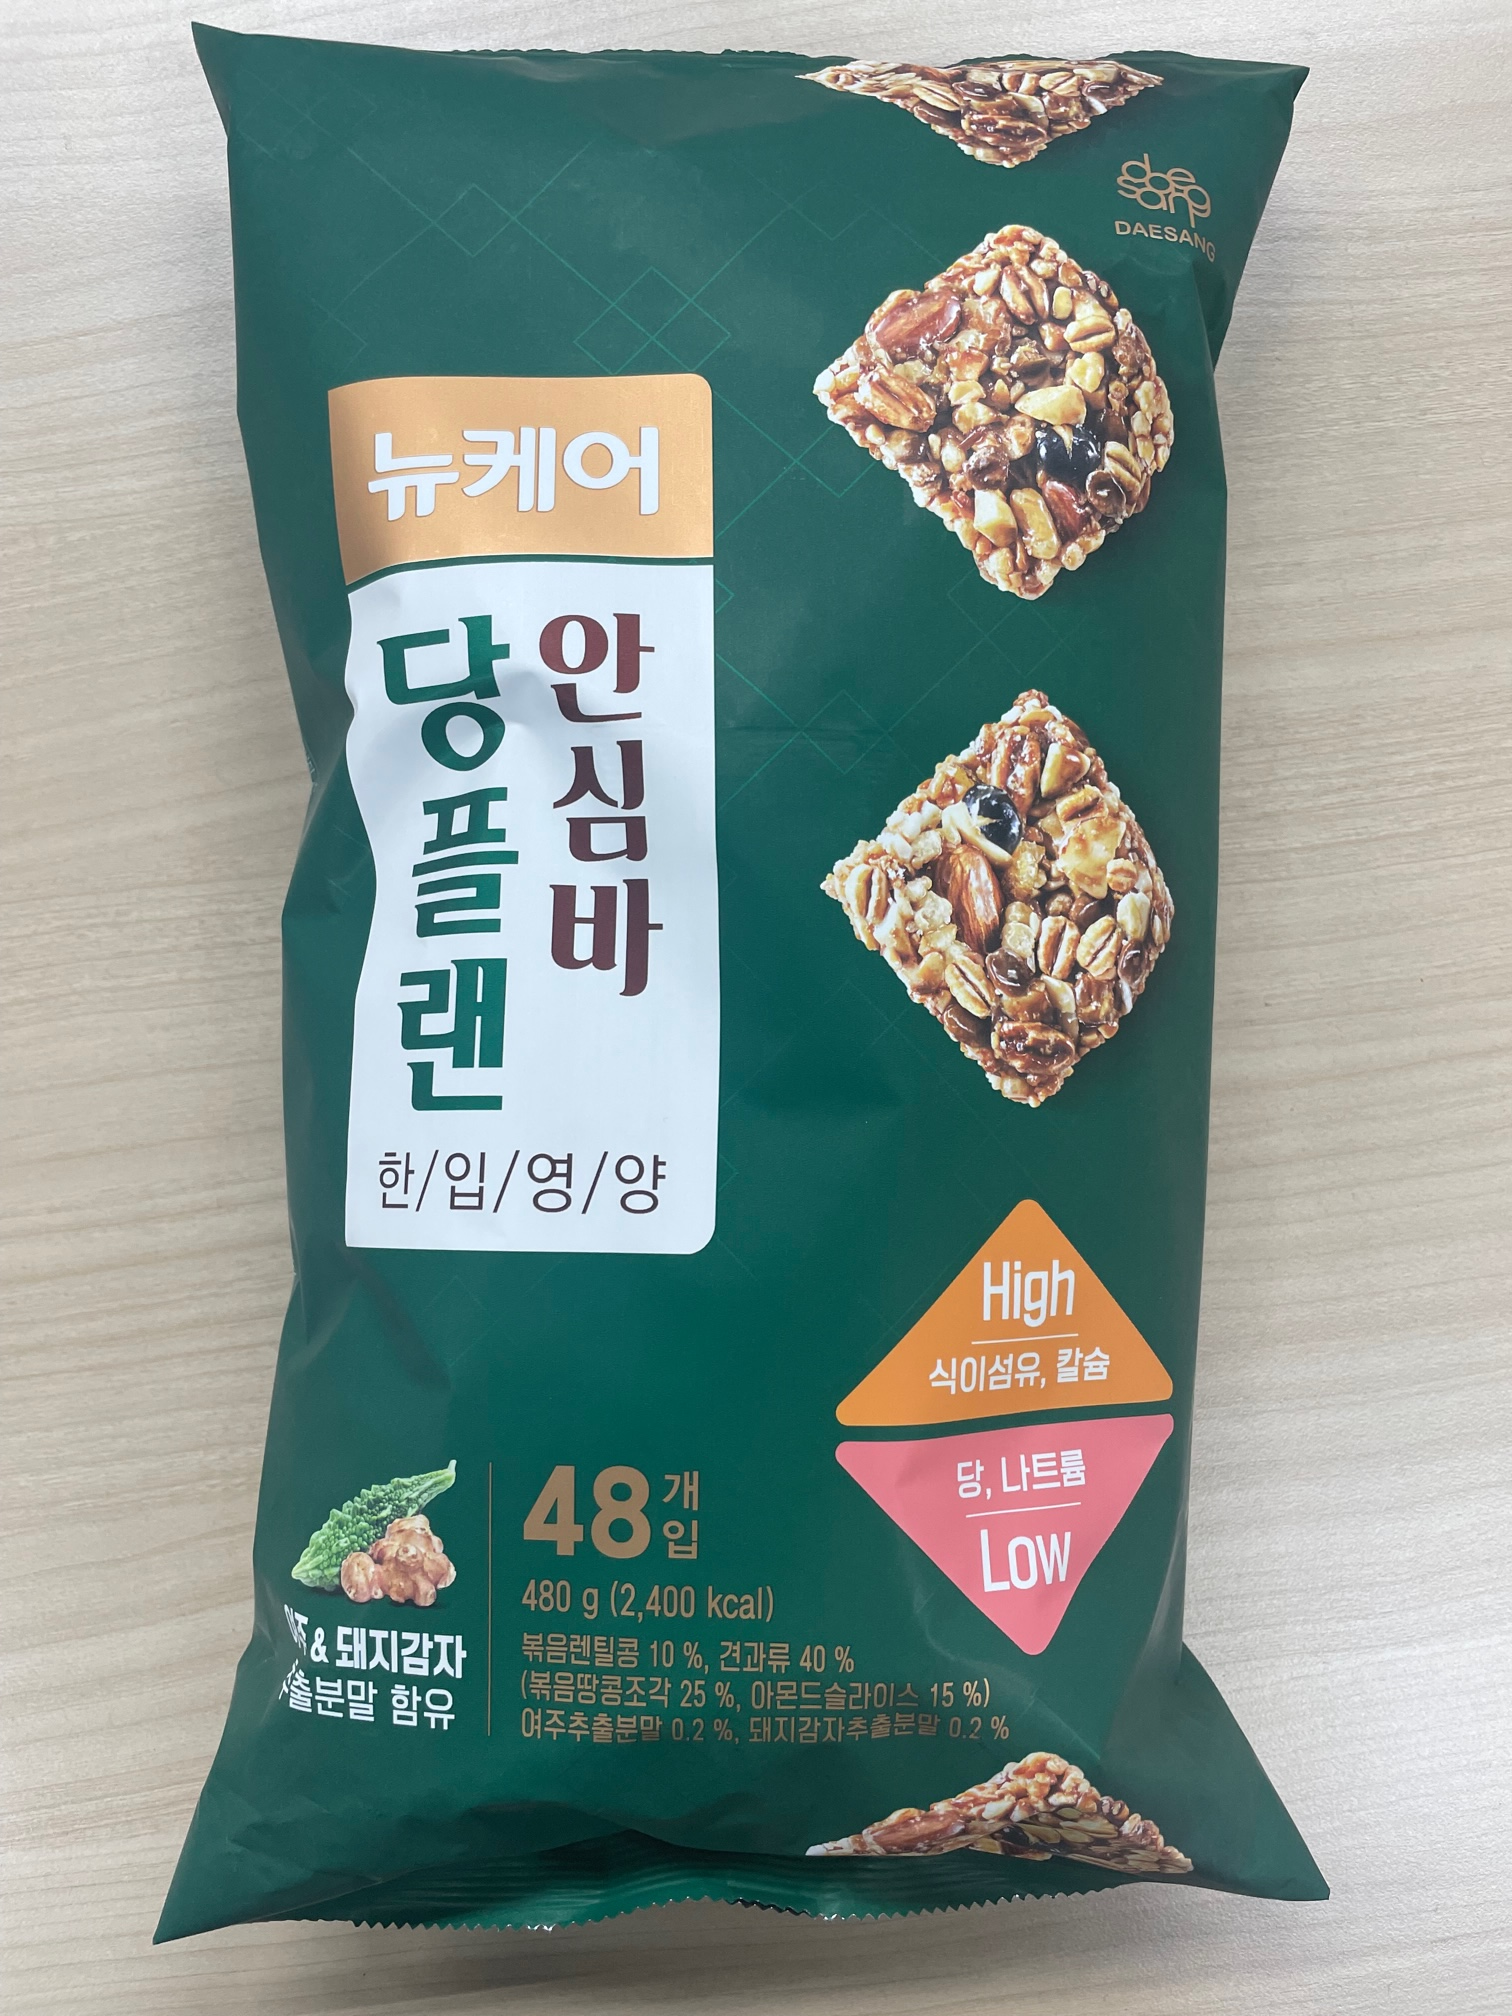 daesang
DAESANG
뉴케어
당플랜
안심바
한/입/영/양
High
식이섬유, 칼슘
당, 나트륨
Low
48개입
480 g (2,400 kcal)
볶음렌틸콩 10 %, 견과류 40 %
(볶음땅콩조각 25 %, 아몬드슬라이스 15 %)
여주추출분말 0.2 %, 돼지감자추출분말 0.2 %
여주 & 돼지감자
추출분말 함유